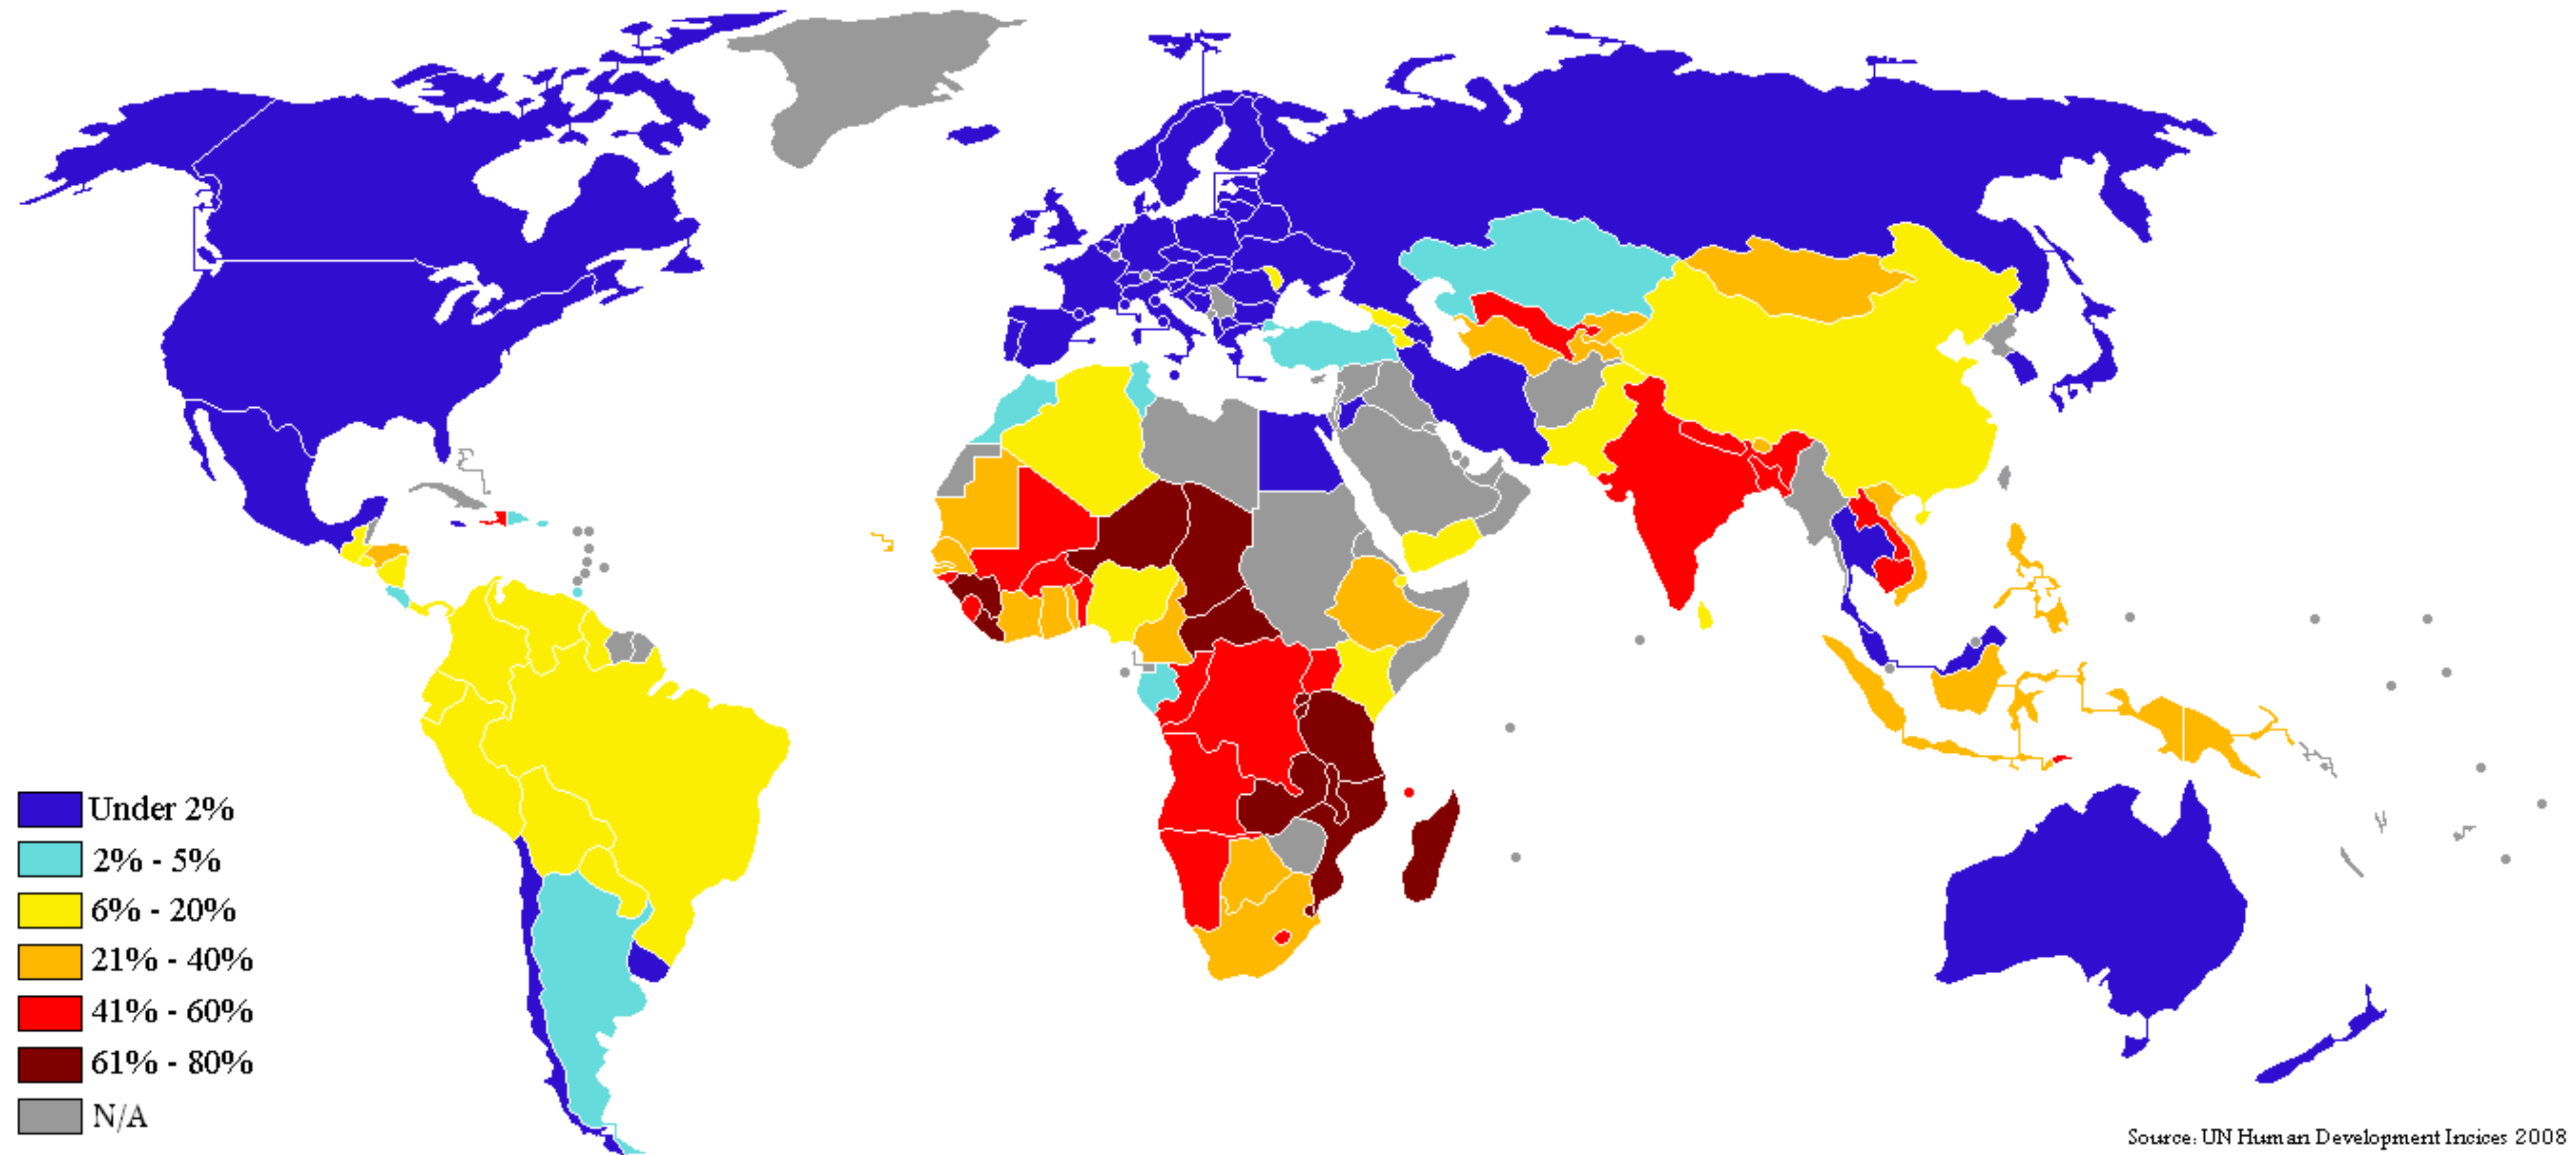 Under 2%
2% - 5%
6% - 20%
21% - 40%
41% - 60%
61% - 80%
N/A
Source: UN Human Development Incices 2008